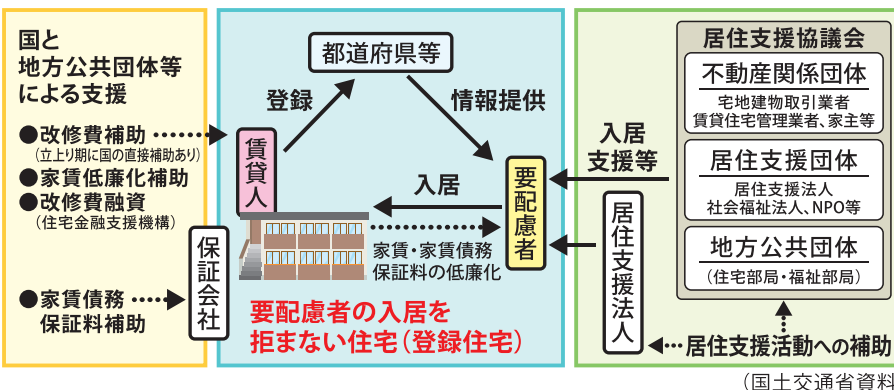 国と
地方公共団体等
による支援
●改修費補助
(立上り期に国の直接補助あり)
●家賃低廉化補助
●改修費融資
(住宅金融支援機構)
●家賃債務
保証料補助
都道府県等
登録
情報提供
賃貸人
入居
要配慮者
家賃・家賃債務
保証料の低廉化
保証会社
要配慮者の入居を
拒まない住宅(登録住宅)
入居
支援等
居住支援法人
居住支援協議会
不動産関係団体
宅地建物取引業者
賃貸住宅管理業者、家主等
居住支援団体
居住支援法人
社会福祉法人、NPO等
地方公共団体
(住宅部局・福祉部局)
居住支援活動への補助
(国土交通省資料